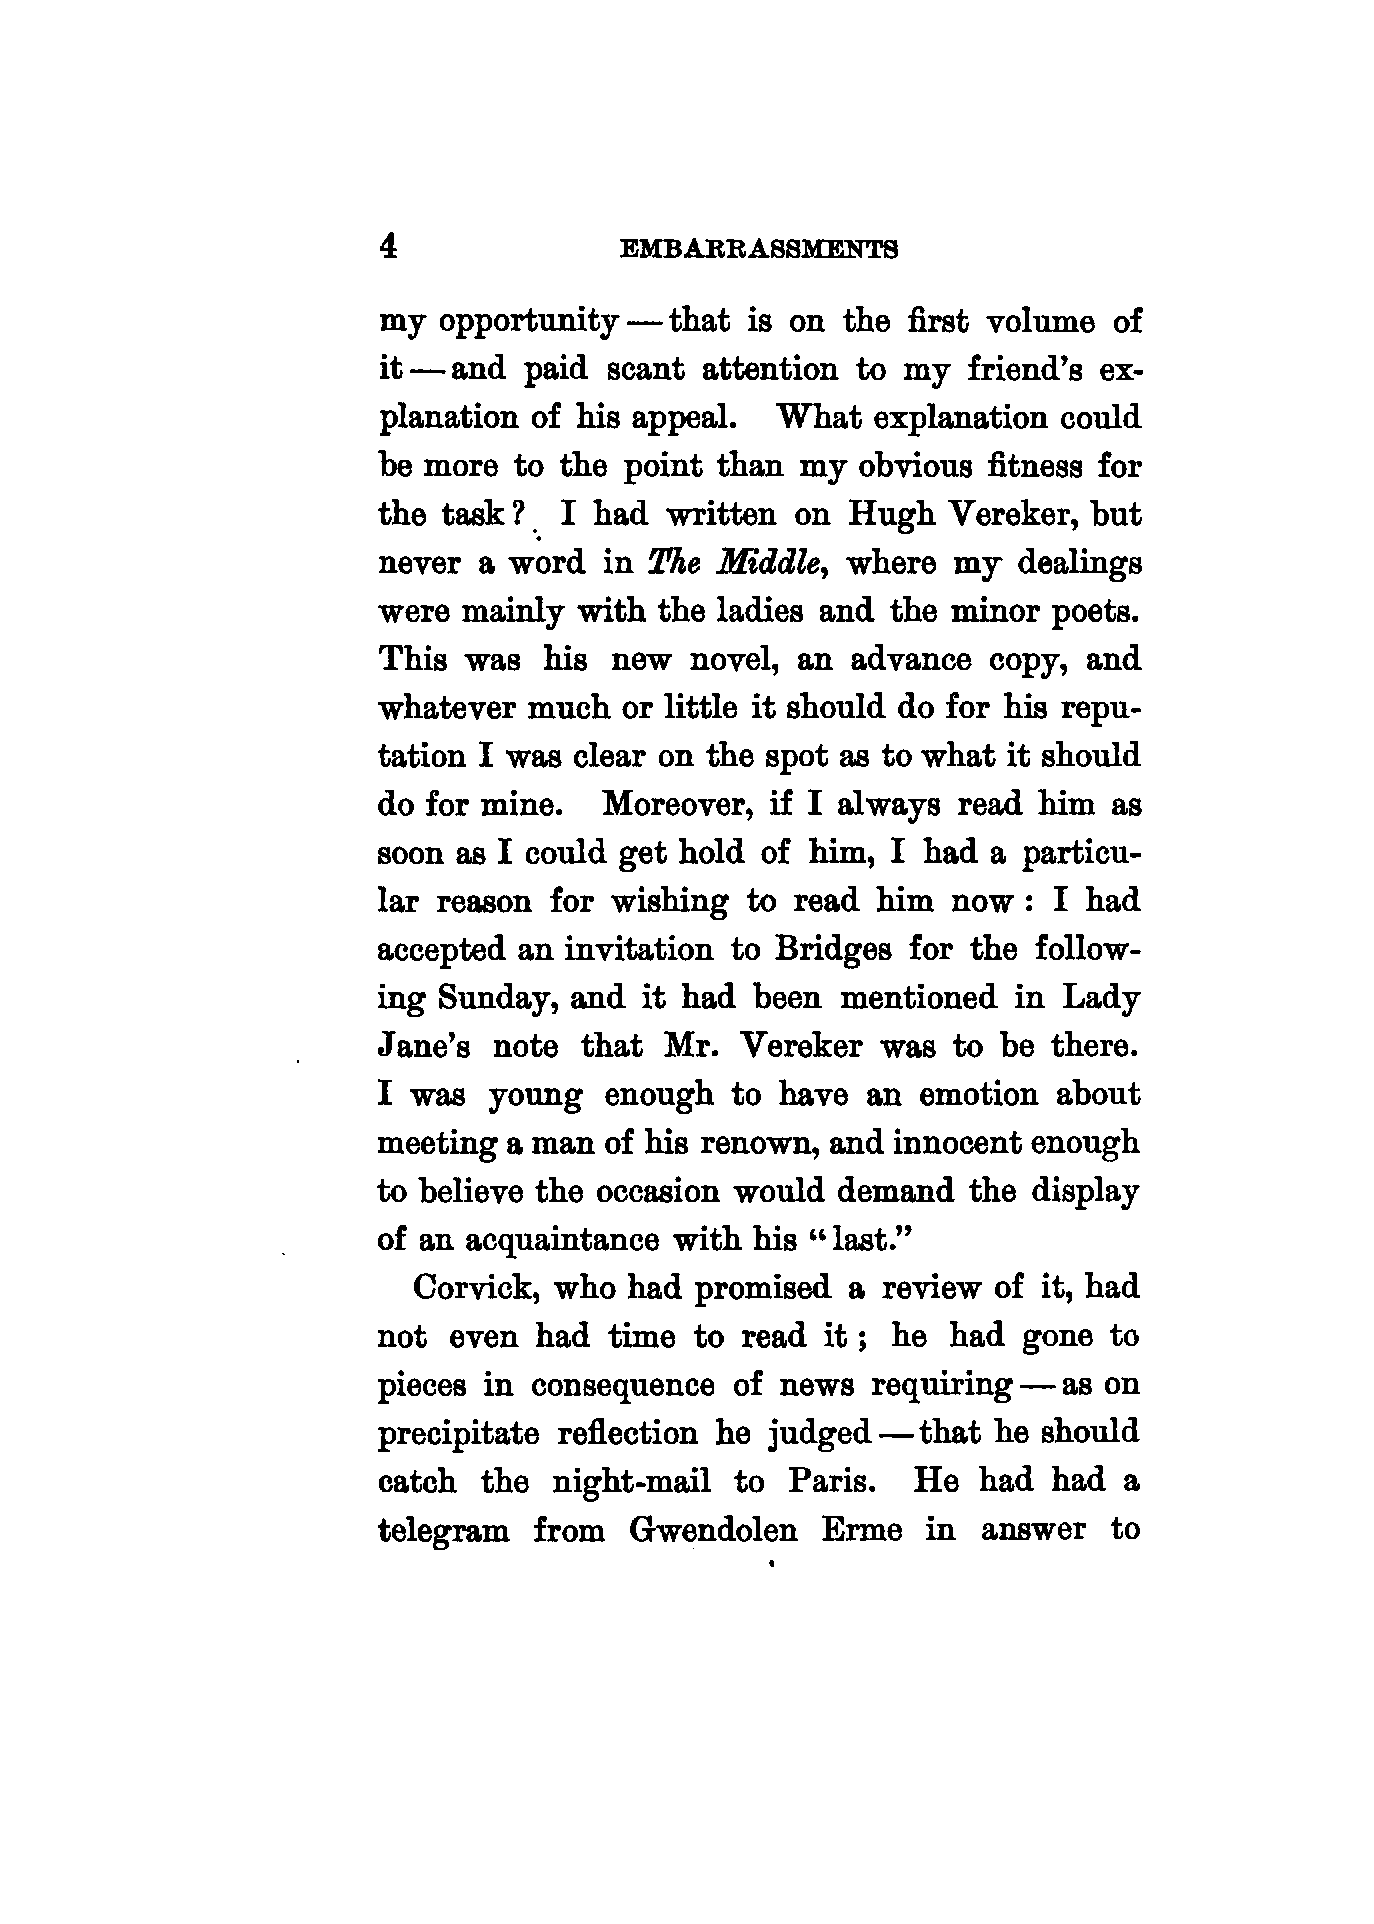 4 EMBARRASSMENTS
my opportunity — that is on the first volume of
it — and paid scant attention to my friend's ex-
planation of his appeal. What explanation could
be more to the point than my obvious fitness for
the task? I had written on Hugh Vereker, but
never a word in The Middle, where my dealings
were mainly with the ladies and the minor poets.
This was his new novel, an advance copy, and
whatever much or little it should do for his repu-
tation I was clear on the spot as to what it should
do for mine. Moreover, if I always read him as
soon as I could get hold of him, I had a particu-
lar reason for wishing to read him now: I had
accepted an invitation to Bridges for the follow-
ing Sunday, and it had been mentioned in Lady
Jane's note that Mr. Vereker was to be there.
I was young enough to have an emotion about
meeting a man of his renown, and innocent enough
to believe the occasion would demand the display
of an acquaintance with his "last."
Corvick, who had promised a review of it, had
not even had time to read it; he had gone to
pieces in consequence of news requiring — as on
precipitate reflection he judged — that he should
catch the night-mail to Paris. He had had a
telegram from Gwendolen Erme in answer to